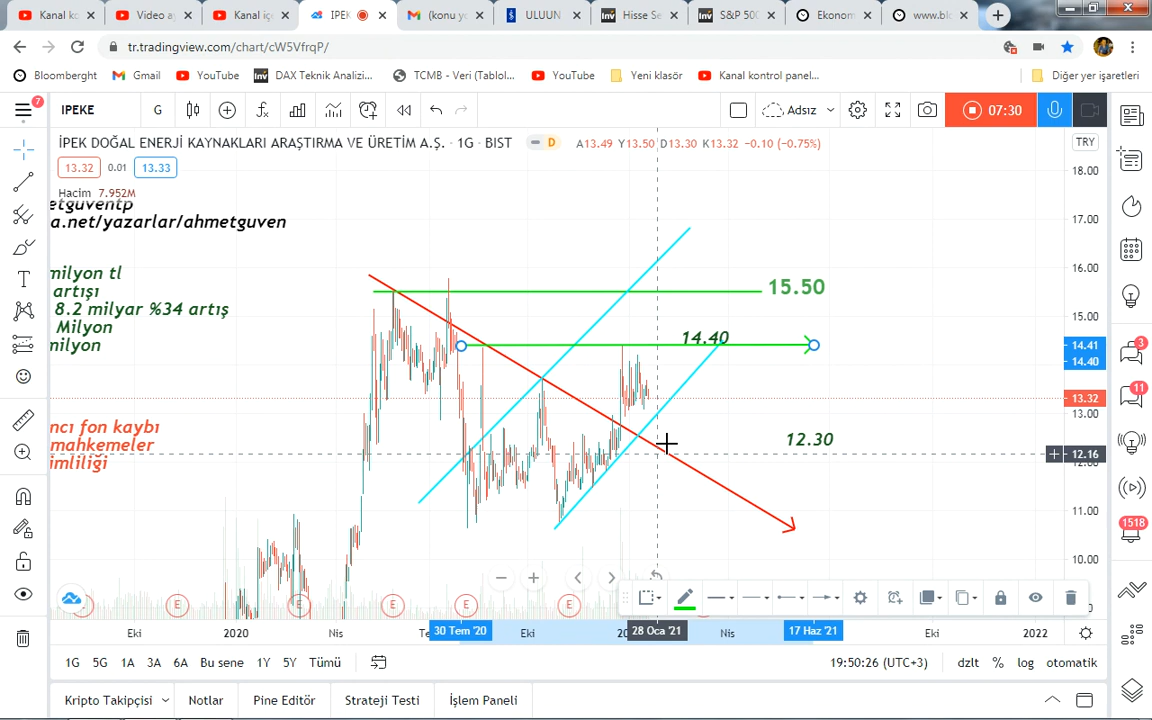 Kanal ko
Video a
Kanal içe
IPEK
(konu yo
ULUUN
Hisse Se
S&P 500
Ekonom
www.blo
tr.tradingview.com/chart/cW5VfrqP/
Bloomberght
Gmail
YouTube
DAX Teknik Analizi...
TCMB - Veri (Tablol...
YouTube
Yeni klasör
Kanal kontrol panel...
Diğer yer işaretleri
7
IPEKE
G
Adsız
07:30
İPEK DOĞAL ENERJİ KAYNAKLARI ARAŞTIRMA VE ÜRETİM A.Ş. · 1G · BIST
D
A13.49 Y13.50 D13.30 K13.32 −0.10 (−0.75%)
TRY
13.32
0.01
13.33
Hacim 7.952M
etguventp
a.net/yazarlar/ahmetguven
milyon tl
artışı
8.2 milyar %34 artış
Milyon
milyon
ncı fon kaybı
mahkemeler
imliliği
15.50
14.40
12.30
18.00
17.00
16.00
15.00
14.41
14.40
13.32
13.00
12.16
12.00
11.00
10.00
3
11
1518
E
E
E
E
E
Eki
2020
Nis
30 Tem '20
Eki
28 Oca '21
Nis
17 Haz '21
Eki
2022
1G
5G
1A
3A
6A
Bu sene
1Y
5Y
Tümü
19:50:26 (UTC+3)
dzlt
%
log
otomatik
Kripto Takipçisi
Notlar
Pine Editör
Strateji Testi
İşlem Paneli